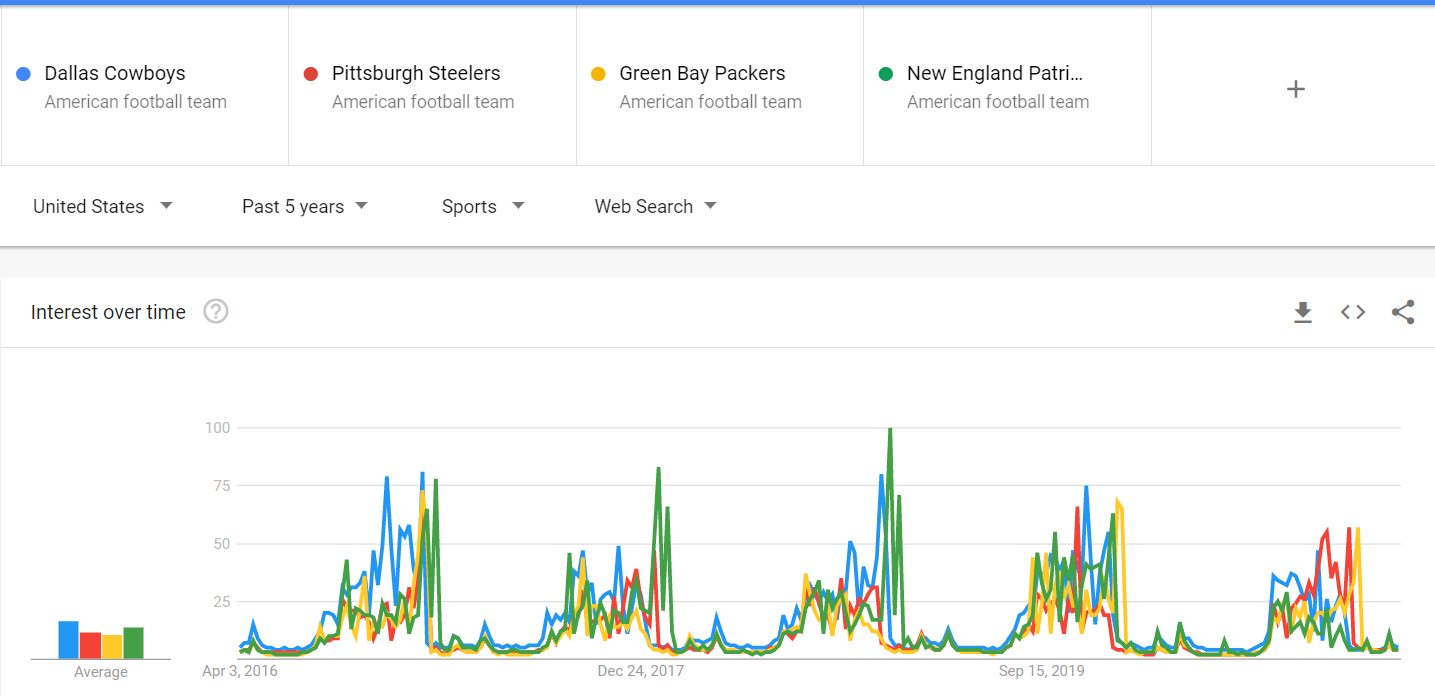 Dallas Cowboys
American football team
Pittsburgh Steelers
American football team
Green Bay Packers
American football team
New England Patri...
American football team
+
United States
Past 5 years
Sports
Web Search
Interest over time
?
100
75
50
25
Average
Apr 3, 2016
Dec 24, 2017
Sep 15, 2019